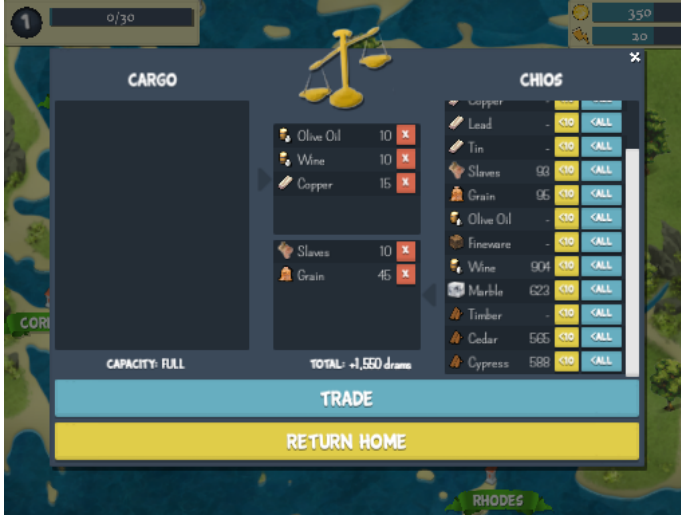 1
0/30
350
20
x
CARGO
CHIOS
Copper - <10 <ALL
Lead - <10 <ALL
Tin - <10 <ALL
Slaves 93 <10 <ALL
Grain 95 <10 <ALL
Olive Oil - <10 <ALL
Fineware - <10 <ALL
Wine 904 <10 <ALL
Marble 623 <10 <ALL
Timber - <10 <ALL
Cedar 565 <10 <ALL
Cypress 588 <10 <ALL
Olive Oil 10 x
Wine 10 x
Copper 15 x
Slaves 10 x
Grain 45 x
CORI
CAPACITY: FULL
TOTAL: +1,550 drams
TRADE
RETURN HOME
RHODES